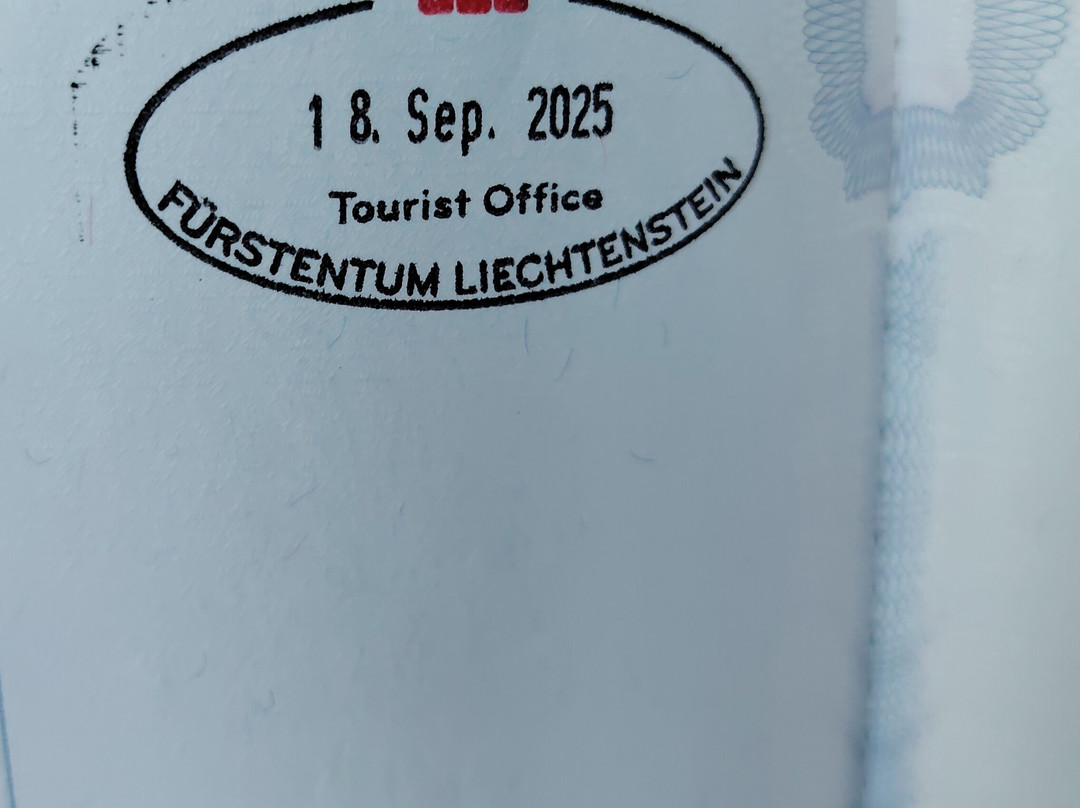 18. Sep. 2025
Tourist Office
FÜRSTENTUM LIECHTENSTEIN